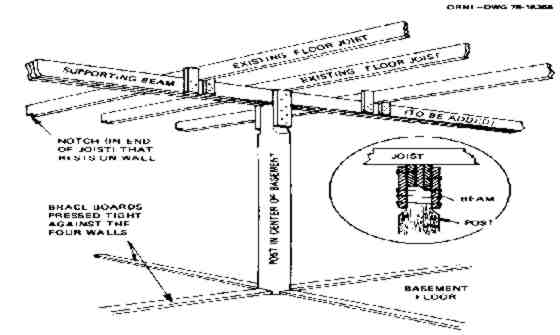 ORNL-DWG 78-18368
EXISTING FLOOR JOIST
SUPPORTING BEAM
EXISTING FLOOR JOIST
(TO BE ADDED)
NOTCH (IN END
OF JOIST) THAT
RESTS ON WALL
POST IN CENTER OF BASEMENT
JOIST
BEAM
POST
BRACE BOARDS
PRESSED TIGHT
AGAINST THE
FOUR WALLS
BASEMENT
FLOOR